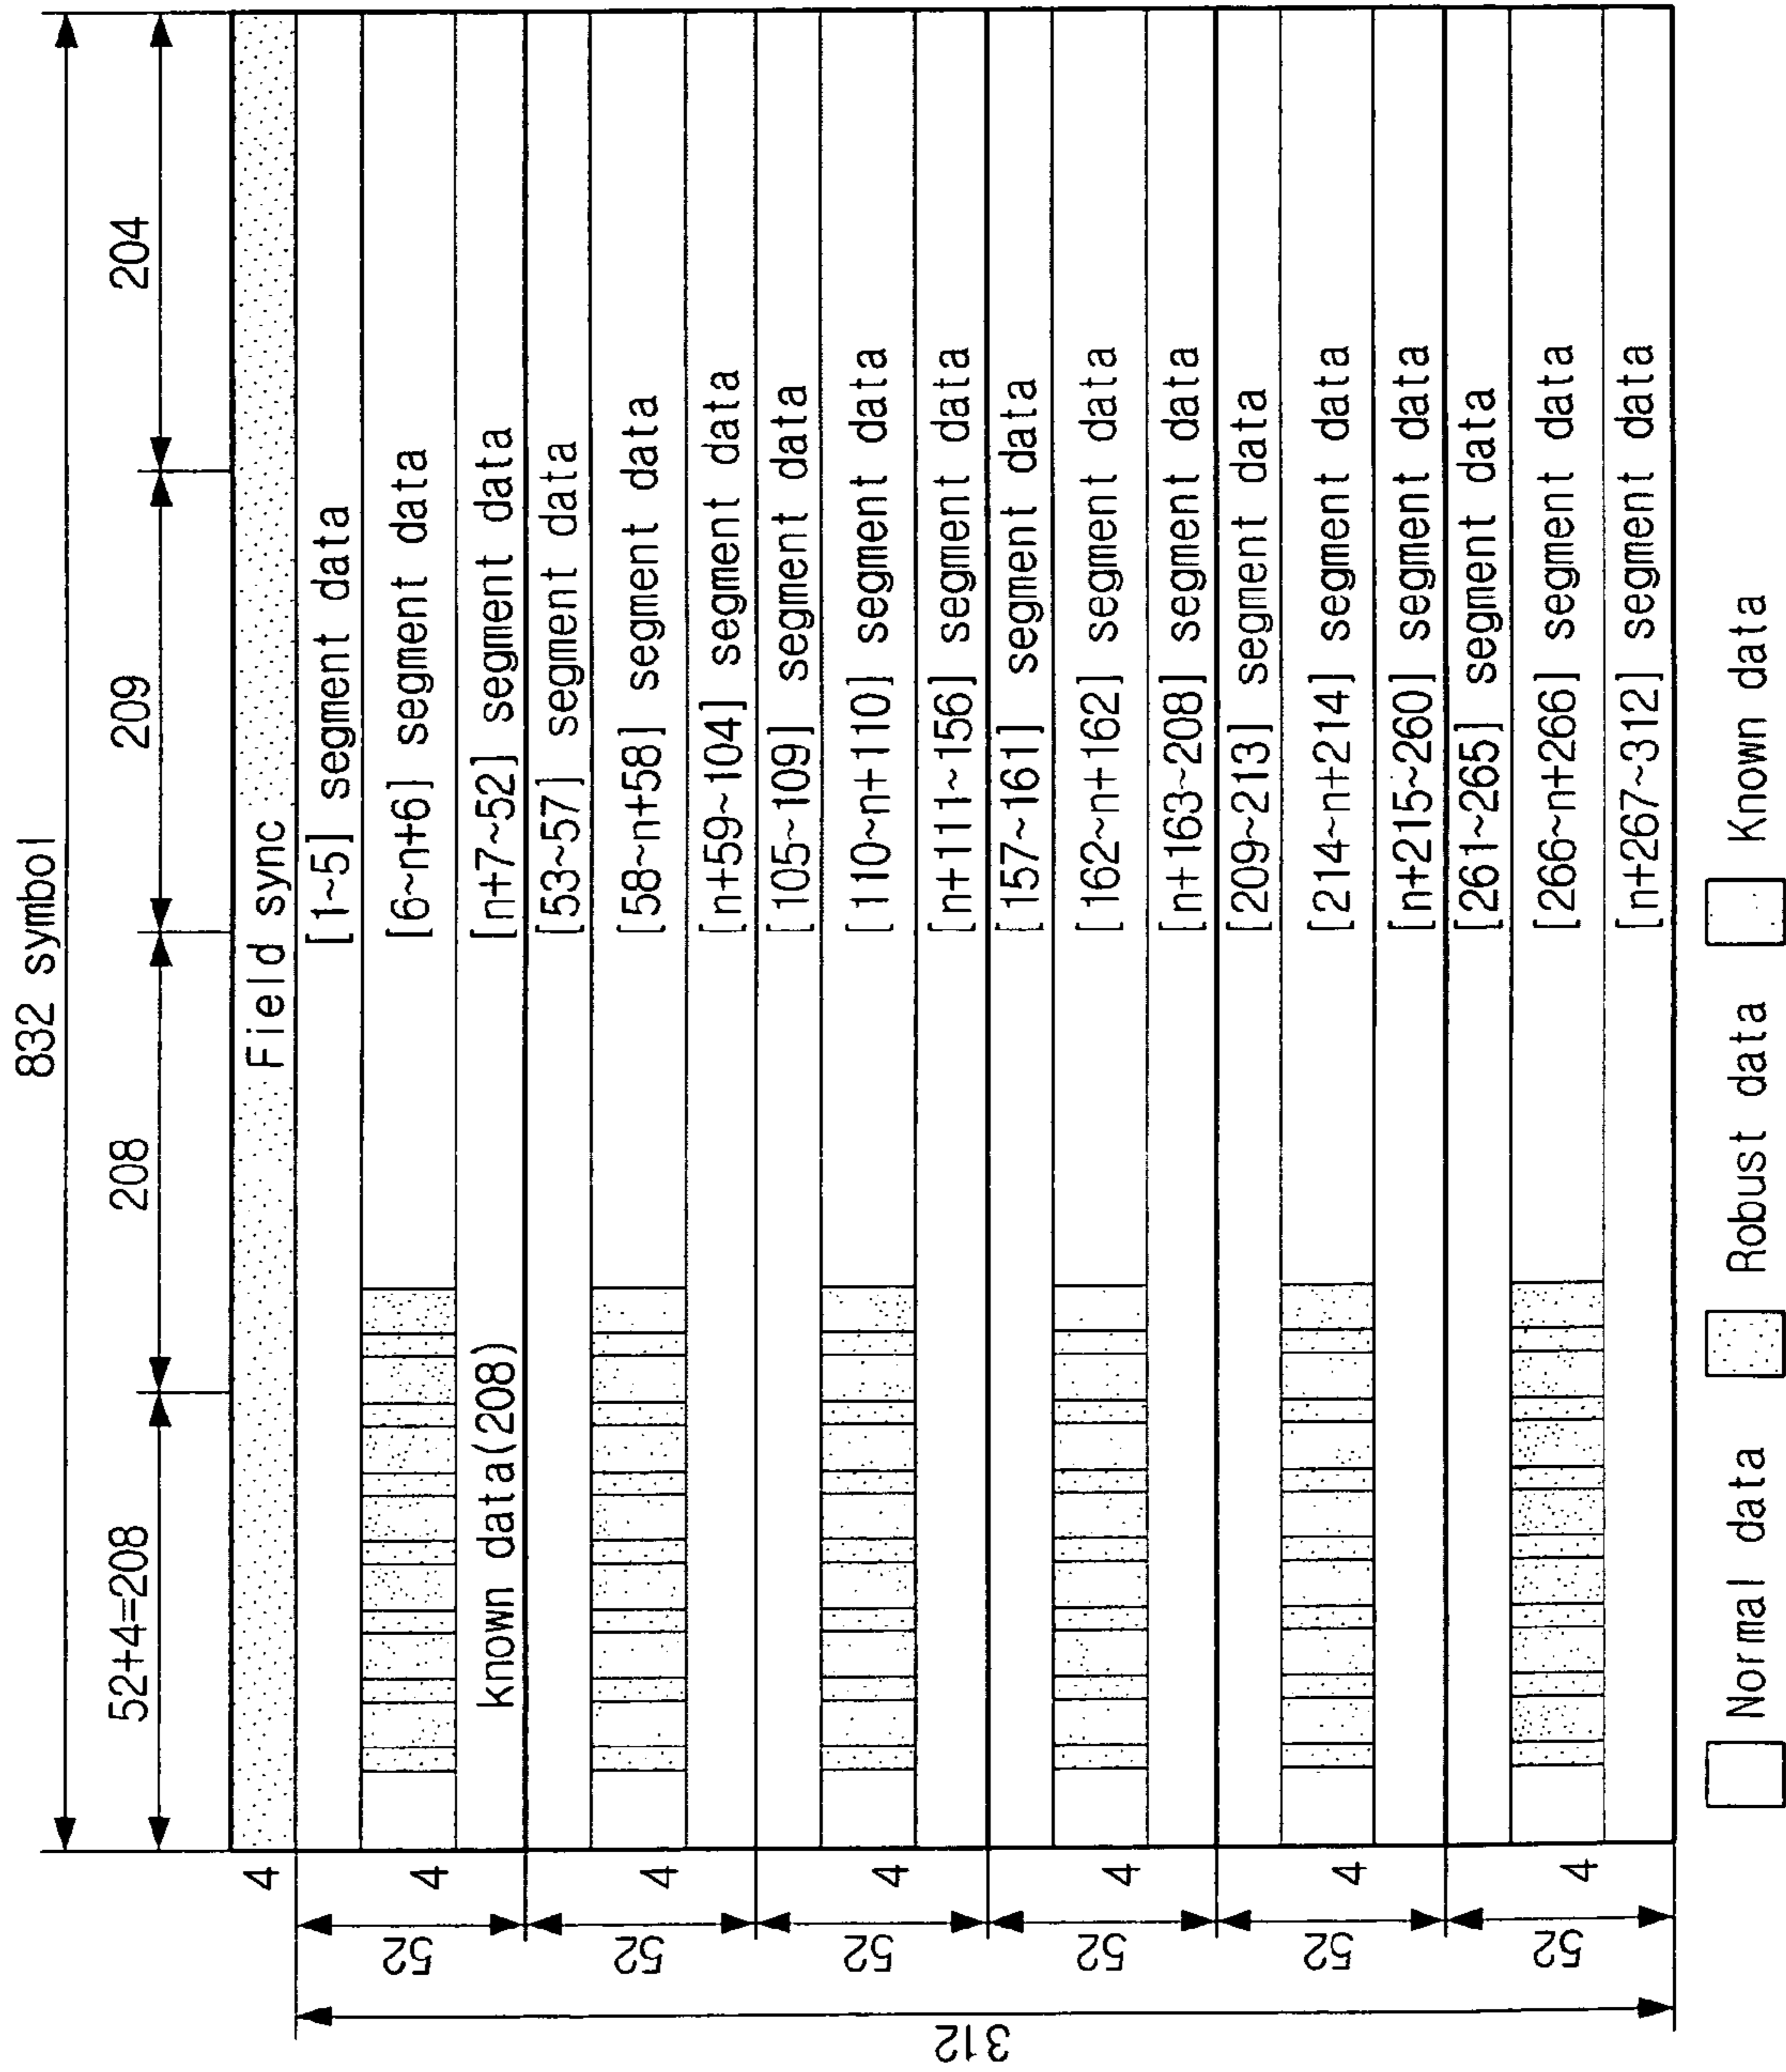 832 symbol
52+4=208
208
209
204
4
Field sync
[1~5] segment data
4
[6~n+6] segment data
known data(208)
[n+7~52] segment data
52
[53~57] segment data
4
[58~n+58] segment data
[n+59~104] segment data
52
[105~109] segment data
4
[110~n+110] segment data
[n+111~156] segment data
52
[157~161] segment data
4
[162~n+162] segment data
[n+163~208] segment data
52
[209~213] segment data
4
[214~n+214] segment data
[n+215~260] segment data
52
[261~265] segment data
4
[266~n+266] segment data
[n+267~312] segment data
52
312
Normal data
Robust data
Known data